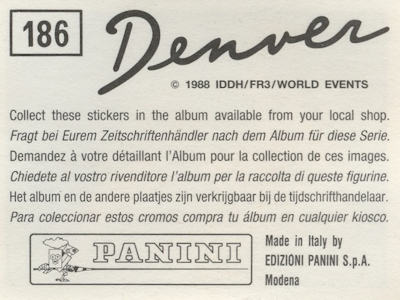 186
Denver
© 1988 IDDH/FR3/WORLD EVENTS
Collect these stickers in the album available from your local shop.
Fragt bei Eurem Zeitschriftenhändler nach dem Album für diese Serie.
Demandez à votre détaillant l'Album pour la collection de ces images.
Chiedete al vostro rivenditore l'album per la raccolta di queste figurine.
Het album en de andere plaatjes zijn verkrijgbaar bij de tijdschrifthandelaar.
Para coleccionar estos cromos compra tu álbum en cualquier kiosco.
PANINI
Made in Italy by
EDIZIONI PANINI S.p.A.
Modena